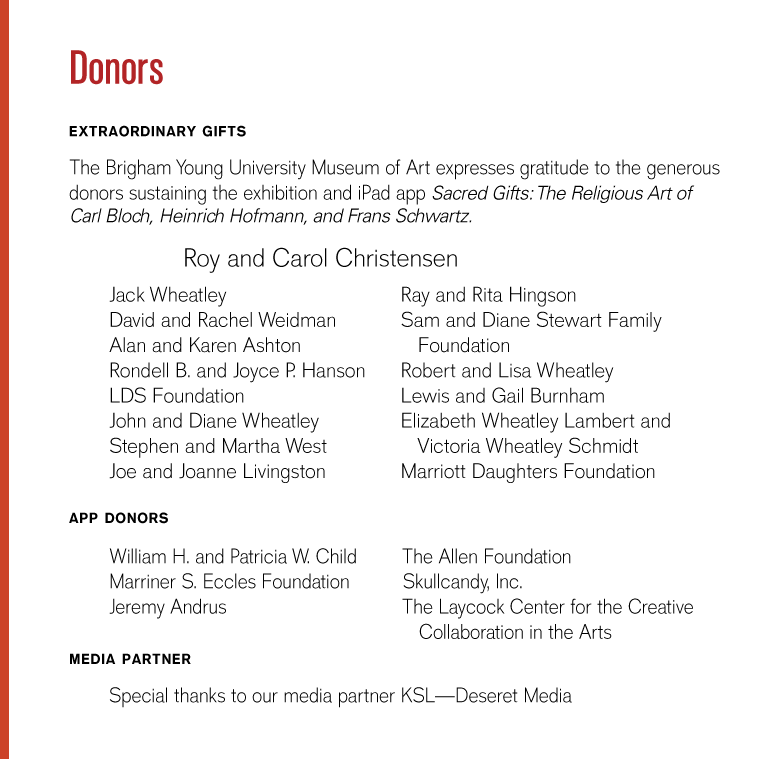 Donors
EXTRAORDINARY GIFTS
The Brigham Young University Museum of Art expresses gratitude to the generous
donors sustaining the exhibition and iPad app Sacred Gifts: The Religious Art of
Carl Bloch, Heinrich Hofmann, and Frans Schwartz.
Roy and Carol Christensen
Jack Wheatley
David and Rachel Weidman
Alan and Karen Ashton
Rondell B. and Joyce P. Hanson
LDS Foundation
John and Diane Wheatley
Stephen and Martha West
Joe and Joanne Livingston
Ray and Rita Hingson
Sam and Diane Stewart Family
Foundation
Robert and Lisa Wheatley
Lewis and Gail Burnham
Elizabeth Wheatley Lambert and
Victoria Wheatley Schmidt
Marriott Daughters Foundation
APP DONORS
William H. and Patricia W. Child
Marriner S. Eccles Foundation
Jeremy Andrus
The Allen Foundation
Skullcandy, Inc.
The Laycock Center for the Creative
Collaboration in the Arts
MEDIA PARTNER
Special thanks to our media partner KSL—Deseret Media